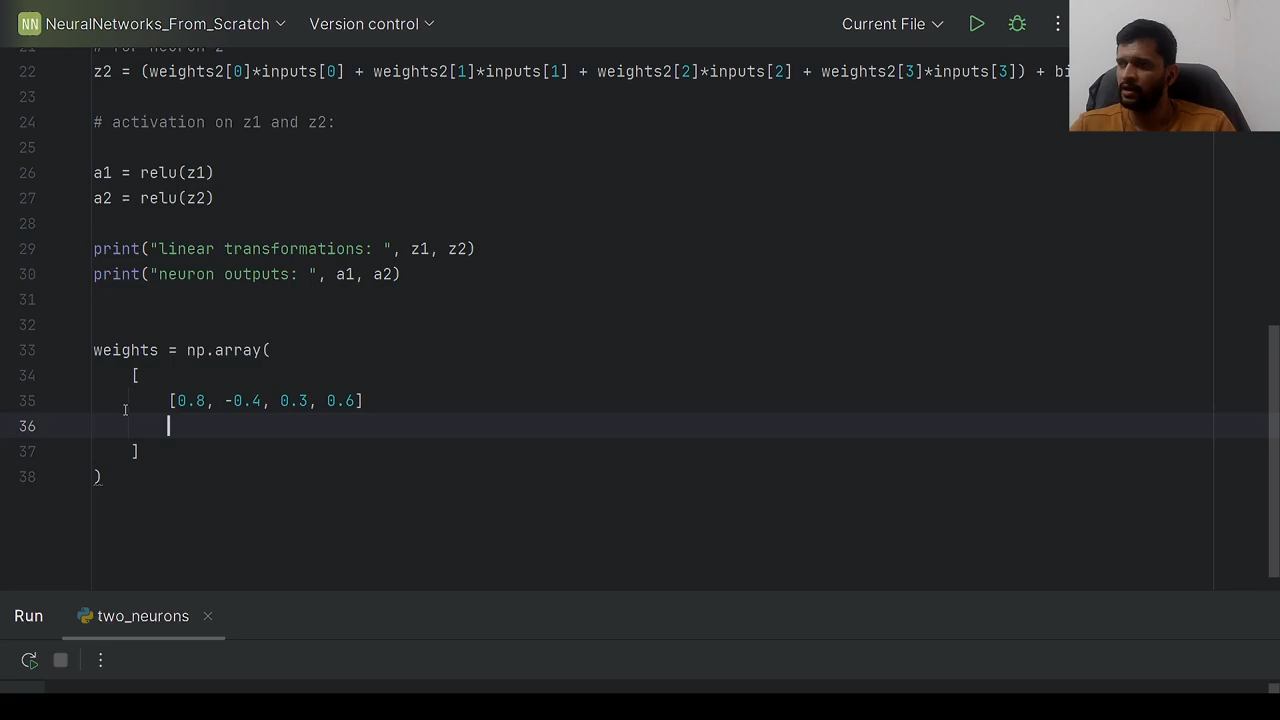 NN NeuralNetworks_From_Scratch Version control Current File
22 z2 = (weights2[0]*inputs[0] + weights2[1]*inputs[1] + weights2[2]*inputs[2] + weights2[3]*inputs[3]) + bi
23
24 # activation on z1 and z2:
25
26 a1 = relu(z1)
27 a2 = relu(z2)
28
29 print("linear transformations: ", z1, z2)
30 print("neuron outputs: ", a1, a2)
31
32
33 weights = np.array(
34 [
35 [0.8, -0.4, 0.3, 0.6]
36
37 ]
38 )
Run two_neurons